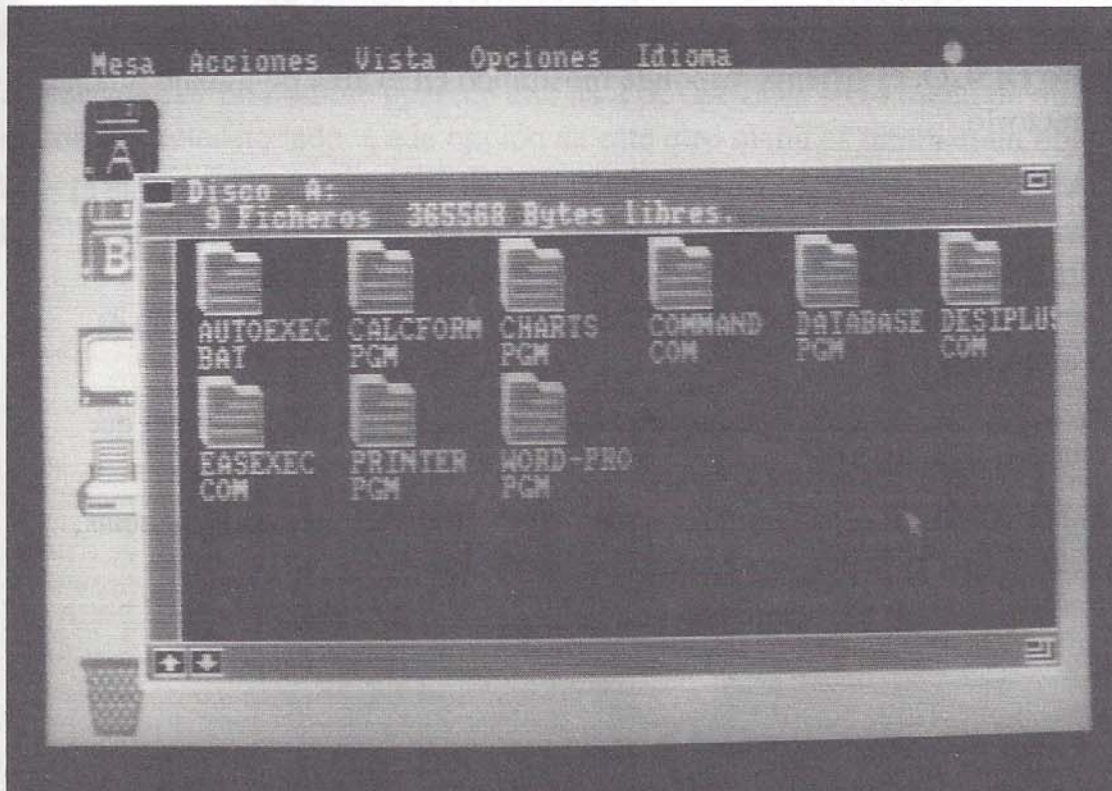 Mesa Acciones Vista Opciones Idioma
A
Disco A:
9 Ficheros 365568 Bytes libres.
B
AUTOEXEC CALCFORM CHARTS COMMAND DATABASE DESIPLUS
BAT PGM PGM COM PGM COM
EASEXEC PRINTER WORD-PRO
COM PGM PGM